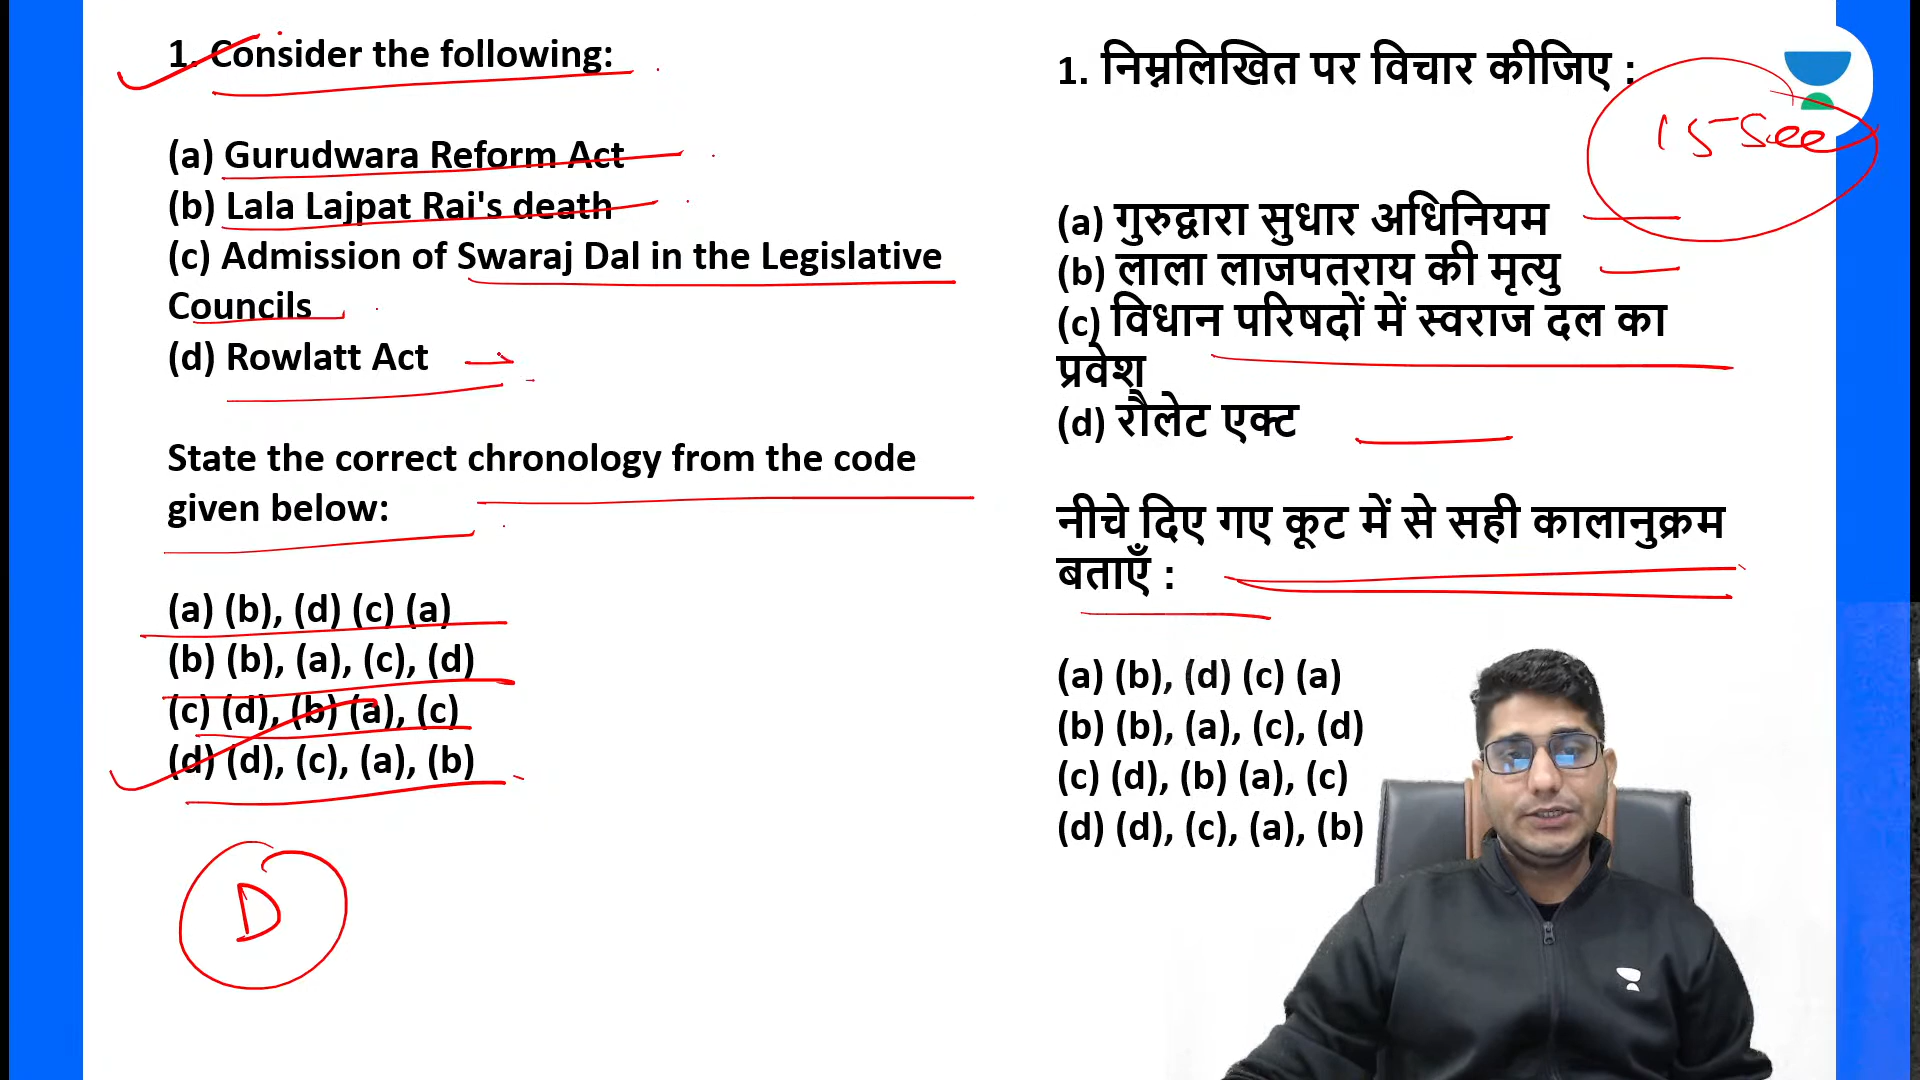 1. Consider the following:
(a) Gurudwara Reform Act
(b) Lala Lajpat Rai's death
(c) Admission of Swaraj Dal in the Legislative
Councils
(d) Rowlatt Act
State the correct chronology from the code
given below:
(a) (b), (d) (c) (a)
(b) (b), (a), (c), (d)
(c) (d), (b) (a), (c)
(d) (d), (c), (a), (b)
D
1. निम्नलिखित पर विचार कीजिए :
15 See
(a) गुरुद्वारा सुधार अधिनियम
(b) लाला लाजपतराय की मृत्यु
(c) विधान परिषदों में स्वराज दल का
प्रवेश
(d) रौलेट एक्ट
नीचे दिए गए कूट में से सही कालानुक्रम
बताएँ :
(a) (b), (d) (c) (a)
(b) (b), (a), (c), (d)
(c) (d), (b) (a), (c)
(d) (d), (c), (a), (b)